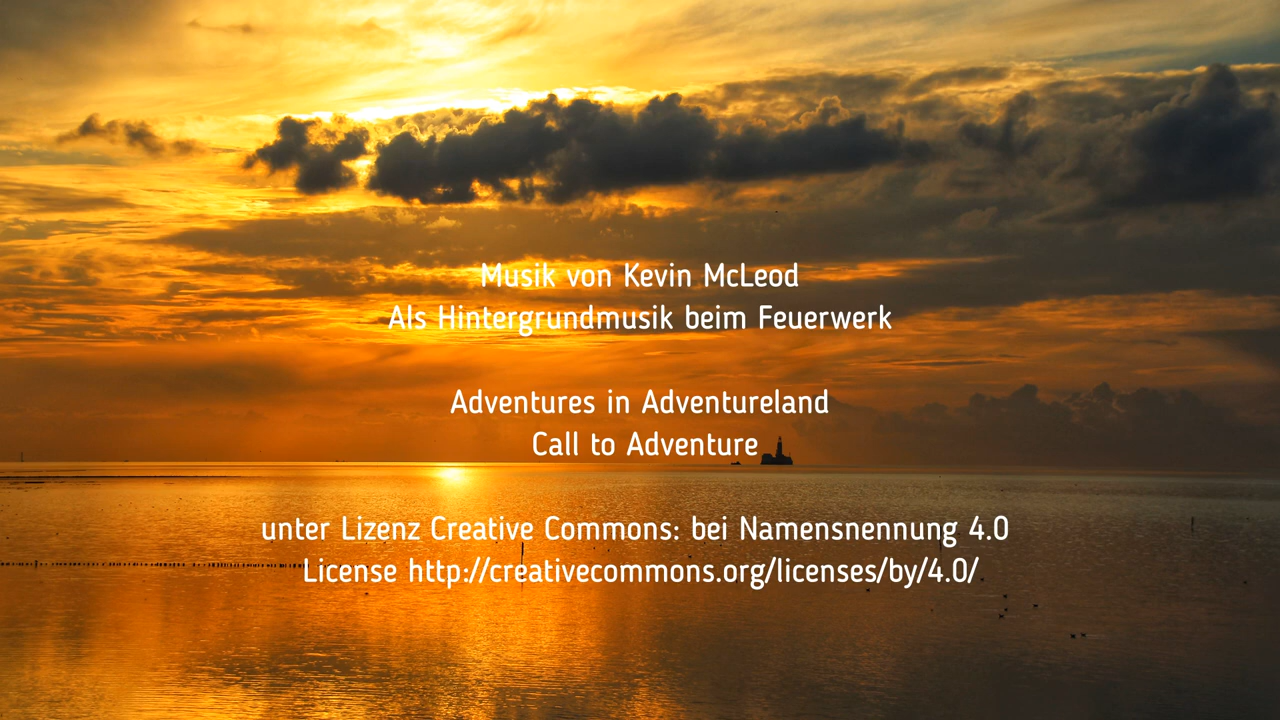 Musik von Kevin McLeod
Als Hintergrundmusik beim Feuerwerk
Adventures in Adventureland
Call to Adventure
unter Lizenz Creative Commons: bei Namensnennung 4.0
License http://creativecommons.org/licenses/by/4.0/